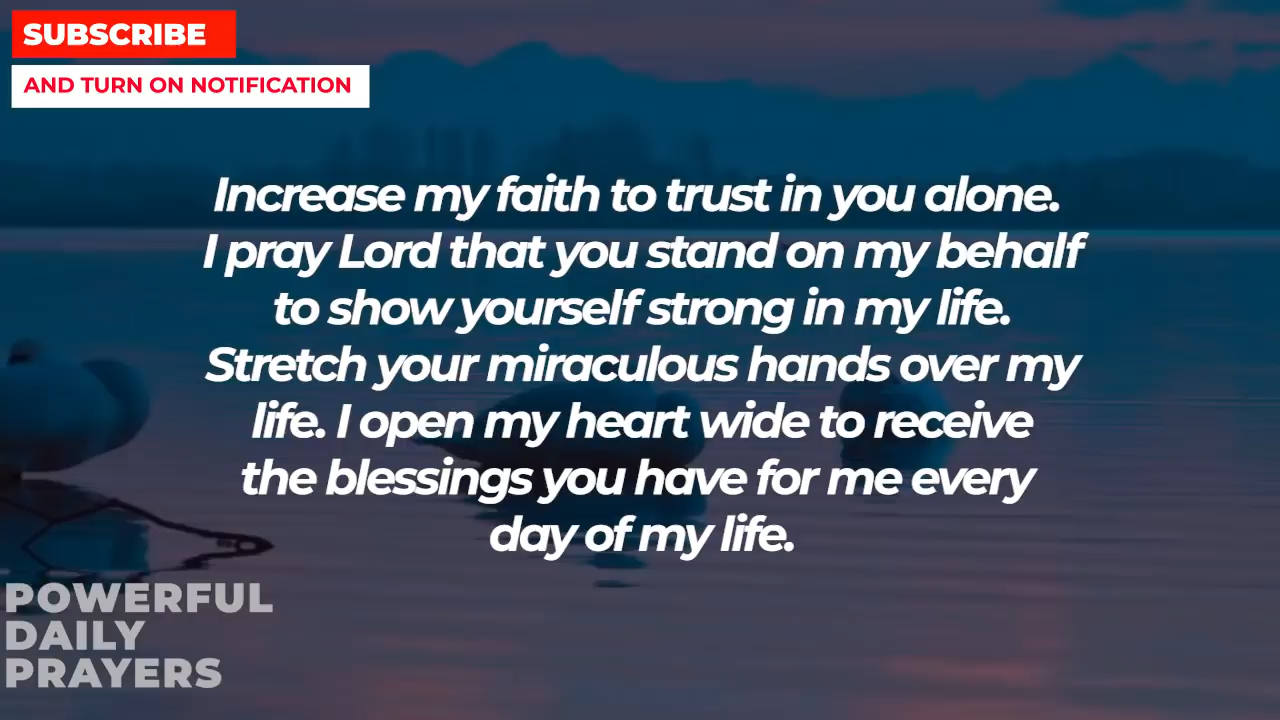 SUBSCRIBE
AND TURN ON NOTIFICATION
Increase my faith to trust in you alone.
I pray Lord that you stand on my behalf
to show yourself strong in my life.
Stretch your miraculous hands over my
life. I open my heart wide to receive
the blessings you have for me every
day of my life.
POWERFUL
DAILY
PRAYERS